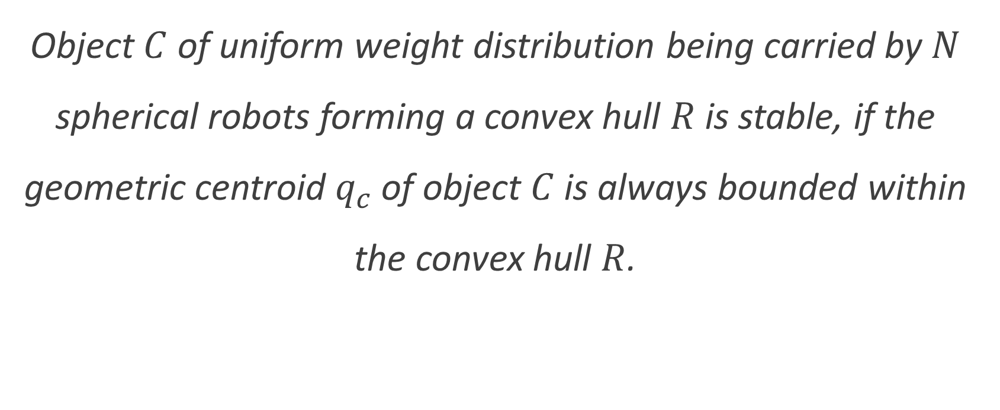 Object C of uniform weight distribution being carried by N
spherical robots forming a convex hull R is stable, if the
geometric centroid q_c of object C is always bounded within
the convex hull R.